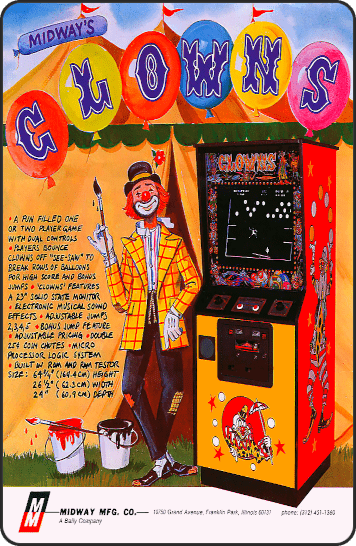 MIDWAY'S
CLOWNS
• A FUN FILLED ONE
OR TWO PLAYER GAME
WITH DUAL CONTROLS
• PLAYERS BOUNCE
CLOWNS OFF "SEE-SAW" TO
BREAK ROWS OF BALLOONS
FOR HIGH SCORE AND BONUS
JUMPS • "CLOWNS" FEATURES
A 23" SOLID STATE MONITOR
• ELECTRONIC MUSICAL SOUND
EFFECTS • ADJUSTABLE JUMPS
2,3,4,5 • BONUS JUMP FEATURE
• ADJUSTABLE PRICING • DOUBLE
25¢ COIN CHUTES • MICRO
PROCESSOR LOGIC SYSTEM
• BUILT IN ROM AND RAM TESTOR
SIZE: 64¾" (164.4 CM) HEIGHT
26½" (62.3 CM) WIDTH
24" (60.9 CM) DEPTH
CLOWNS
MIDWAY MFG. CO.
10750 Grand Avenue, Franklin Park, Illinois 60131
phone: (312) 451-1360
A Bally Company